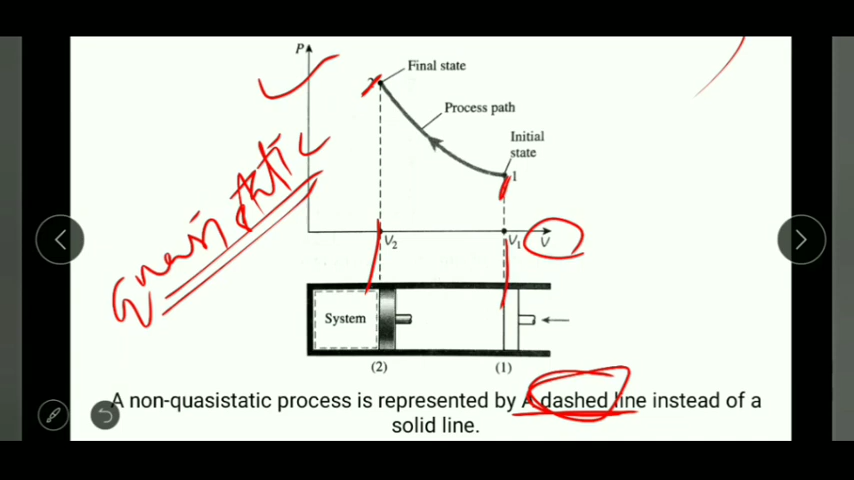 P
2
Final state
Process path
Initial
state
1
Quasistatic
V₂
V₁
V
System
(2)
(1)
A non-quasistatic process is represented by A dashed line instead of a
solid line.